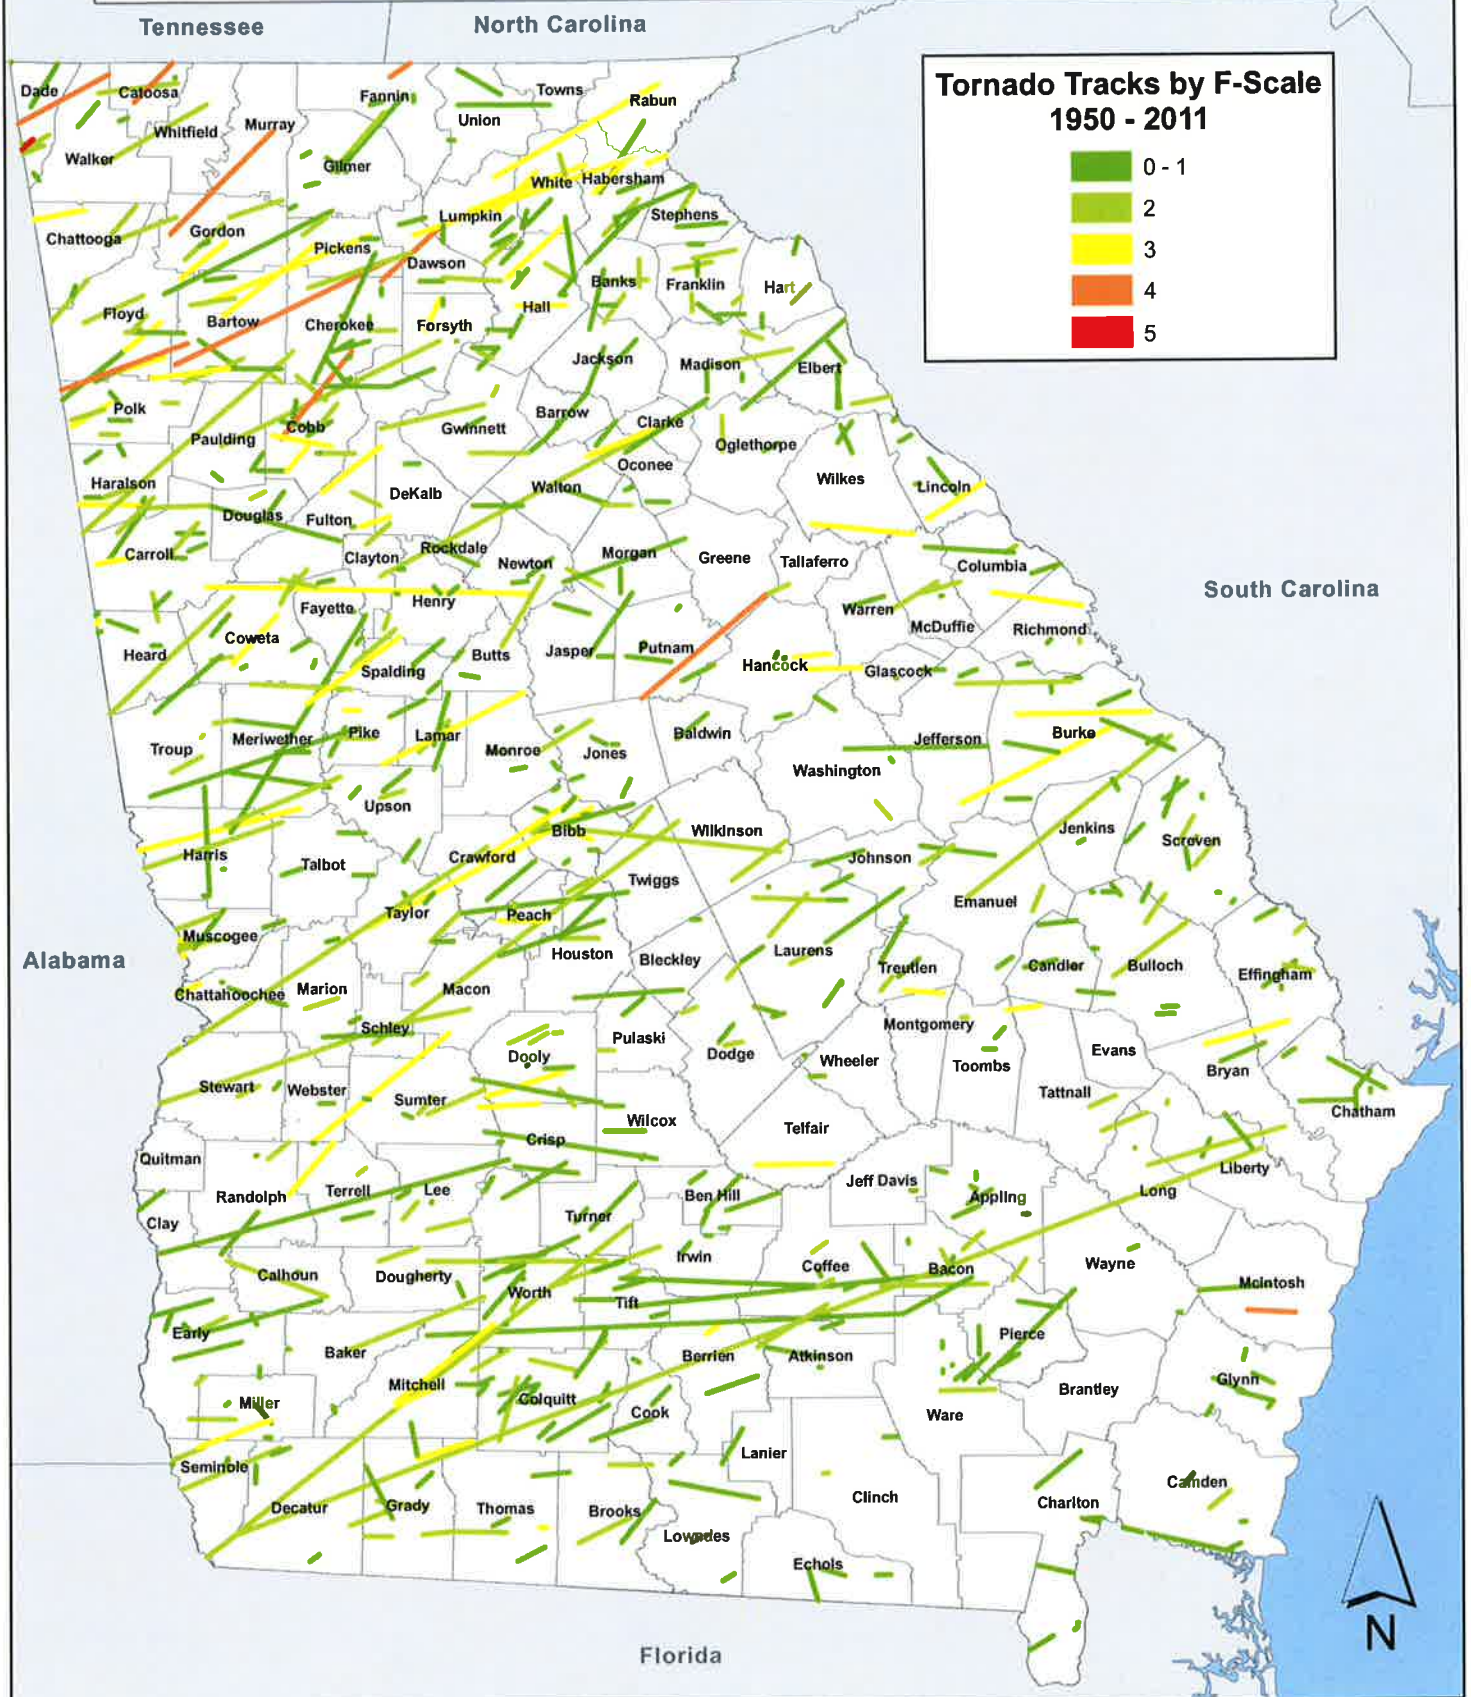 Tennessee
North Carolina
Tornado Tracks by F-Scale
1950 - 2011
0 - 1
2
3
4
5
Dade
Catoosa
Fannin
Towns
Rabun
Union
Whitfield
Murray
Walker
Gilmer
White
Habersham
Lumpkin
Stephens
Chattooga
Gordon
Pickens
Dawson
Banks
Franklin
Hart
Hall
Floyd
Bartow
Cherokee
Forsyth
Jackson
Madison
Elbert
Polk
Barrow
Clarke
Cobb
Gwinnett
Paulding
Oglethorpe
Oconee
Wilkes
Haralson
DeKalb
Walton
Lincoln
Douglas
Fulton
Carroll
Clayton
Rockdale
Newton
Morgan
Greene
Tallaferro
Columbia
South Carolina
Fayette
Henry
Warren
McDuffie
Richmond
Coweta
Heard
Spalding
Butts
Jasper
Putnam
Hancock
Glascock
Troup
Meriwether
Pike
Lamar
Monroe
Jones
Baldwin
Washington
Jefferson
Burke
Upson
Bibb
Wilkinson
Jenkins
Screven
Harris
Talbot
Crawford
Johnson
Twiggs
Taylor
Peach
Emanuel
Muscogee
Houston
Bleckley
Laurens
Treutlen
Candler
Bulloch
Effingham
Alabama
Chattahoochee
Marion
Macon
Schley
Dooly
Pulaski
Dodge
Montgomery
Wheeler
Toombs
Evans
Bryan
Stewart
Webster
Sumter
Tattnall
Chatham
Wilcox
Telfair
Crisp
Quitman
Liberty
Randolph
Terrell
Lee
Ben Hill
Jeff Davis
Appling
Long
Clay
Turner
Irwin
Coffee
Bacon
Wayne
Calhoun
Dougherty
Worth
Tift
McIntosh
Early
Baker
Berrien
Atkinson
Pierce
Mitchell
Colquitt
Brantley
Glynn
Miller
Cook
Ware
Lanier
Seminole
Clinch
Camden
Decatur
Grady
Thomas
Brooks
Charlton
Lowndes
Echols
Florida
N